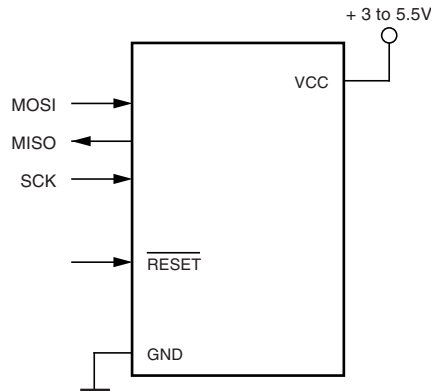 + 3 to 5.5V
VCC
MOSI
MISO
SCK
RESET
GND